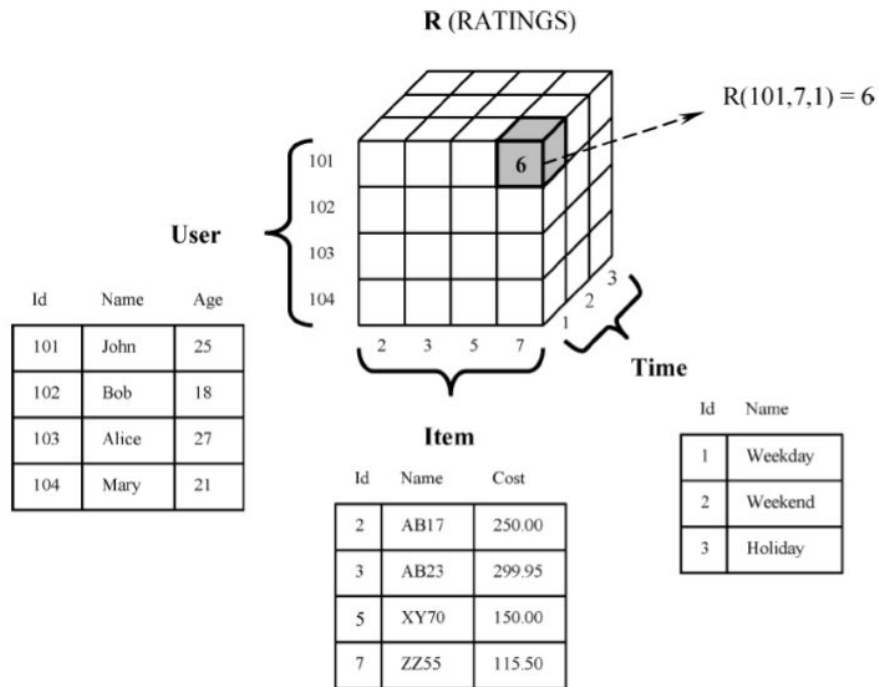 R (RATINGS)
R(101,7,1) = 6
101
6
102
103
104
User
1
2
3
2 3 5 7
Time
Item
Id Name Age
101 John 25
102 Bob 18
103 Alice 27
104 Mary 21
Id Name Cost
2 AB17 250.00
3 AB23 299.95
5 XY70 150.00
7 ZZ55 115.50
Id Name
1 Weekday
2 Weekend
3 Holiday